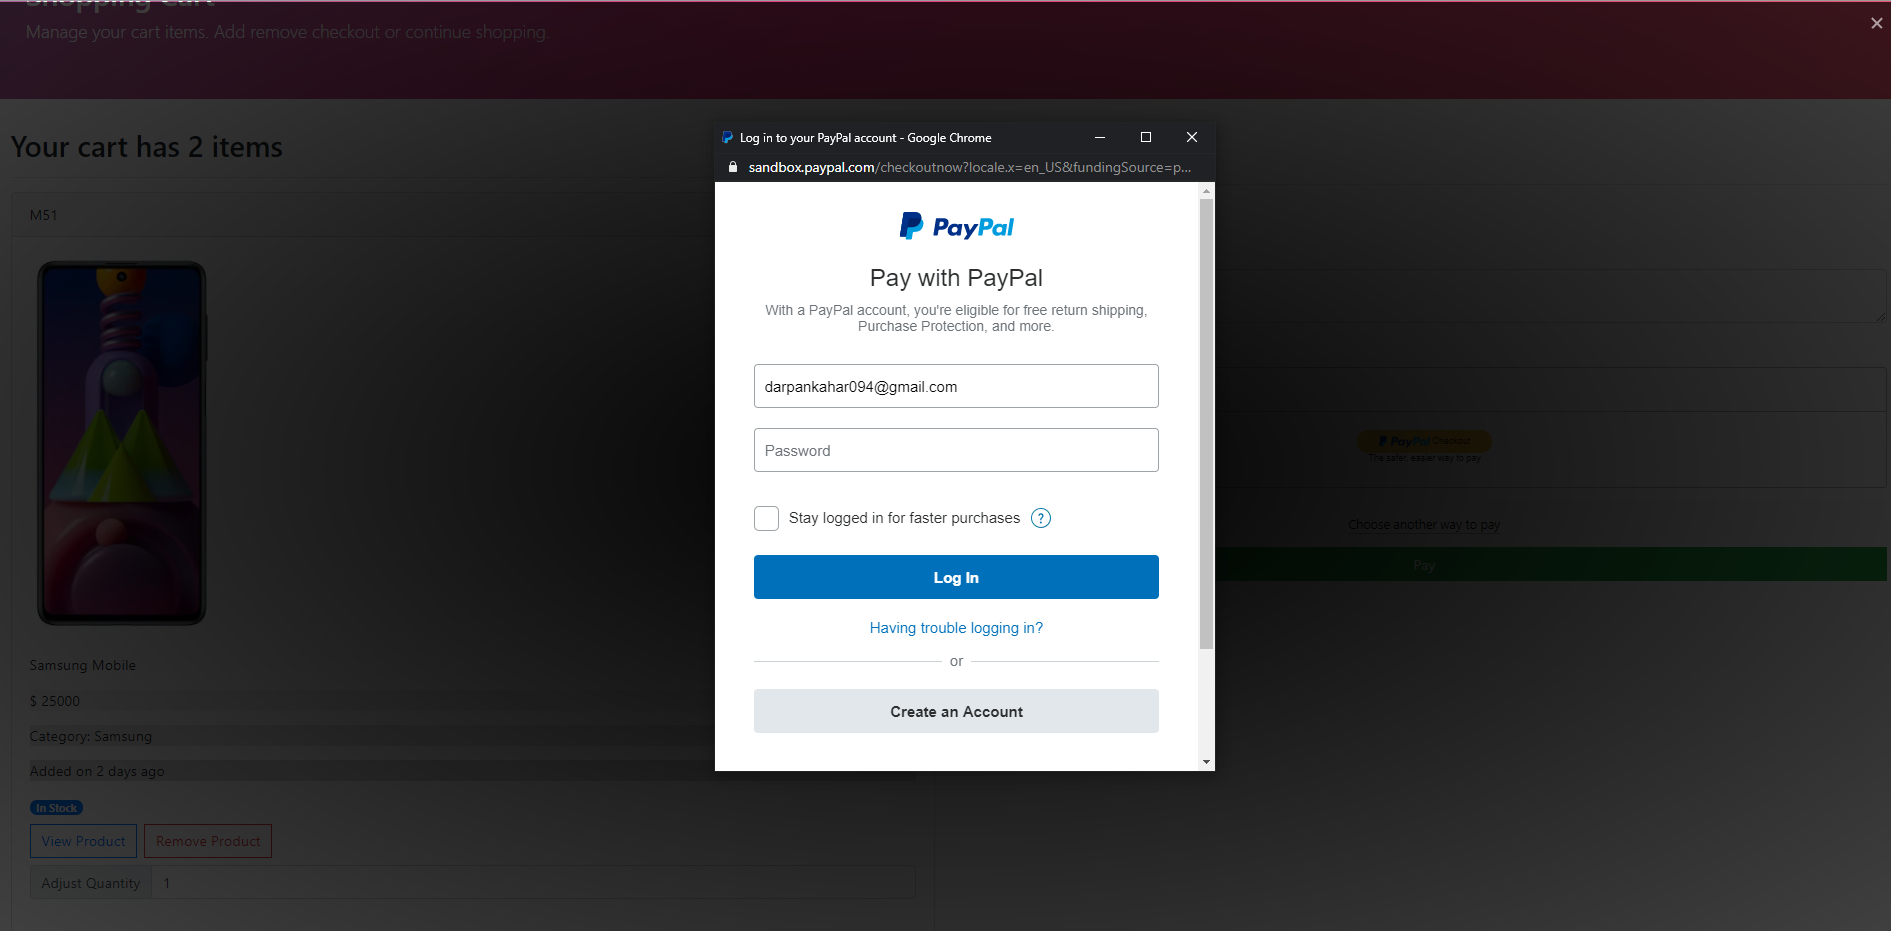 Shopping Cart
Manage your cart items. Add remove checkout or continue shopping.
Your cart has 2 items
M51
Samsung Mobile
$ 25000
Category: Samsung
Added on 2 days ago
In Stock
View Product
Remove Product
Adjust Quantity
1
Log in to your PayPal account - Google Chrome
sandbox.paypal.com/checkoutnow?locale.x=en_US&fundingSource=p...
PayPal
Pay with PayPal
With a PayPal account, you're eligible for free return shipping,
Purchase Protection, and more.
darpankahar094@gmail.com
Password
Stay logged in for faster purchases ?
Log In
Having trouble logging in?
or
Create an Account
PayPal Checkout
The safer, easier way to pay
Choose another way to pay
Pay